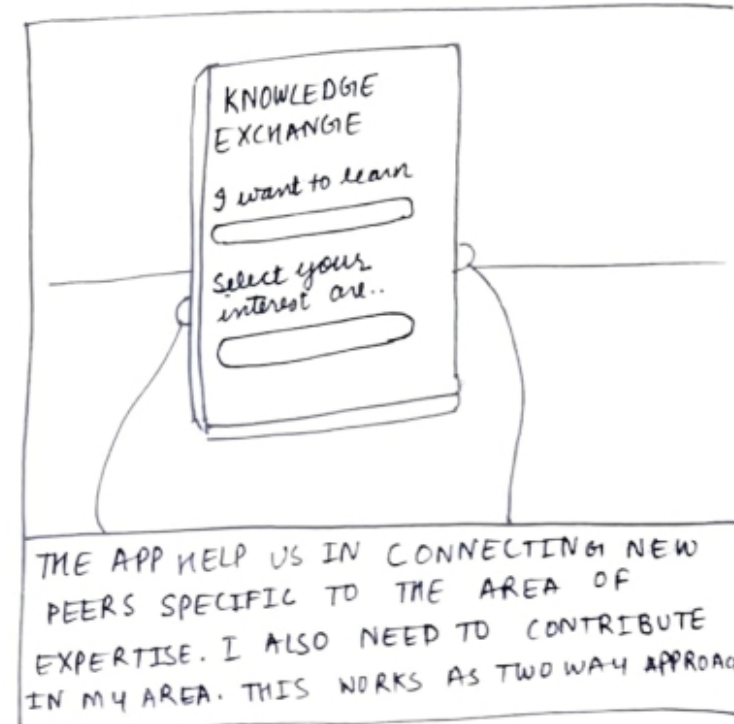 KNOWLEDGE
EXCHANGE
I want to learn
Select your
interest are..
THE APP HELP US IN CONNECTING NEW
PEERS SPECIFIC TO THE AREA OF
EXPERTISE. I ALSO NEED TO CONTRIBUTE
IN MY AREA. THIS WORKS AS TWO WAY APPROAC